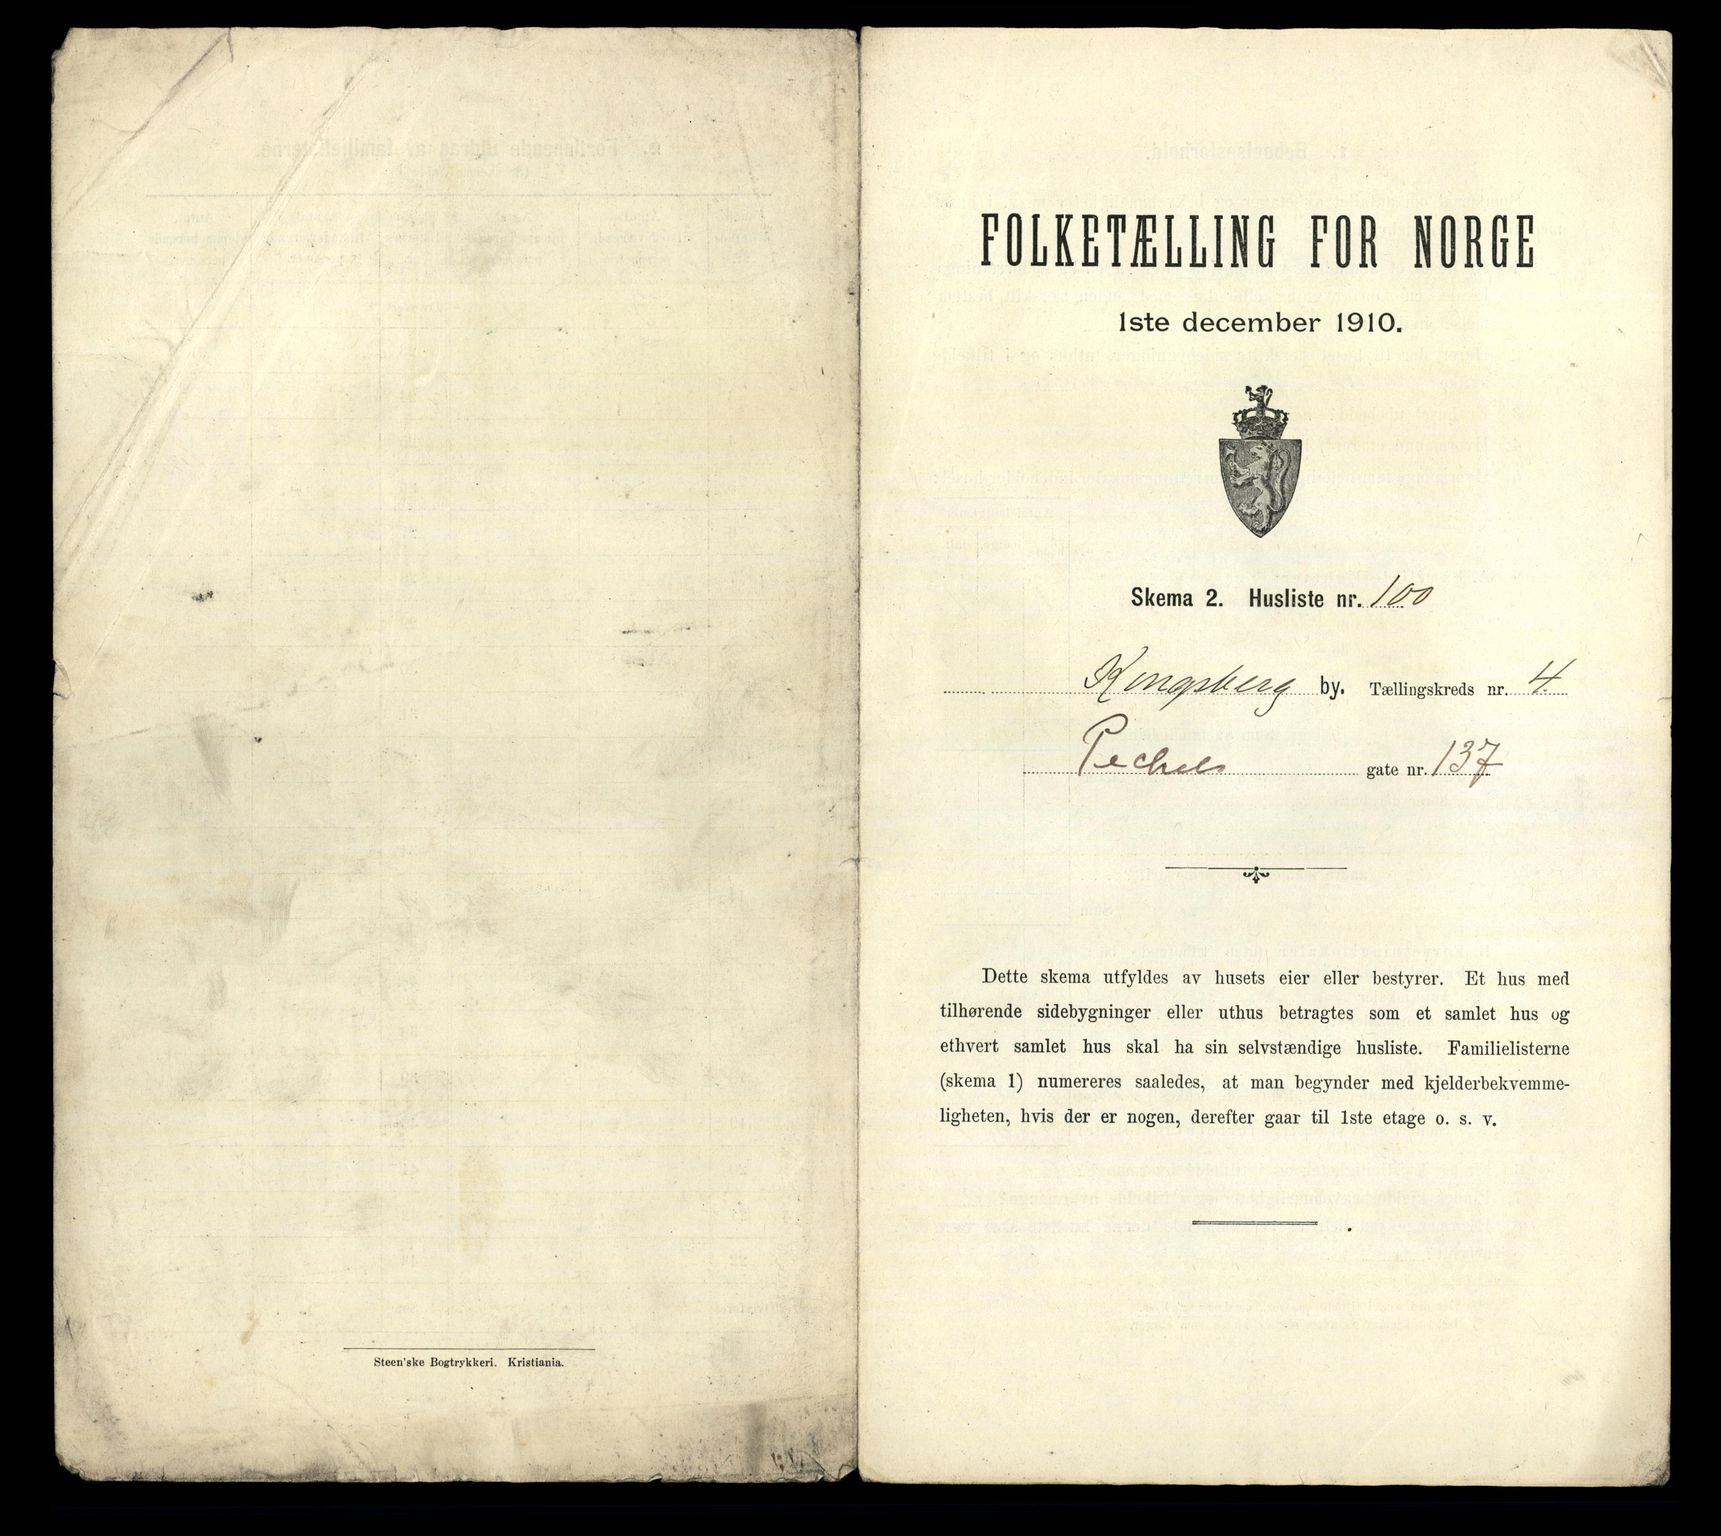 Steen'ske Bogtrykkeri. Kristiania.
FOLKETÆLLING FOR NORGE
1ste december 1910.
Skema 2. Husliste nr. 100
Kongsberg by. Tællingskreds nr. 4.
Pechels gate nr. 137
Dette skema utfyldes av husets eier eller bestyrer. Et hus med
tilhørende sidebygninger eller uthus betragtes som et samlet hus og
ethvert samlet hus skal ha sin selvstændige husliste. Familielisterne
(skema 1) numereres saaledes, at man begynder med kjelderbekvemme-
ligheten, hvis der er nogen, derefter gaar til 1ste etage o. s. v.